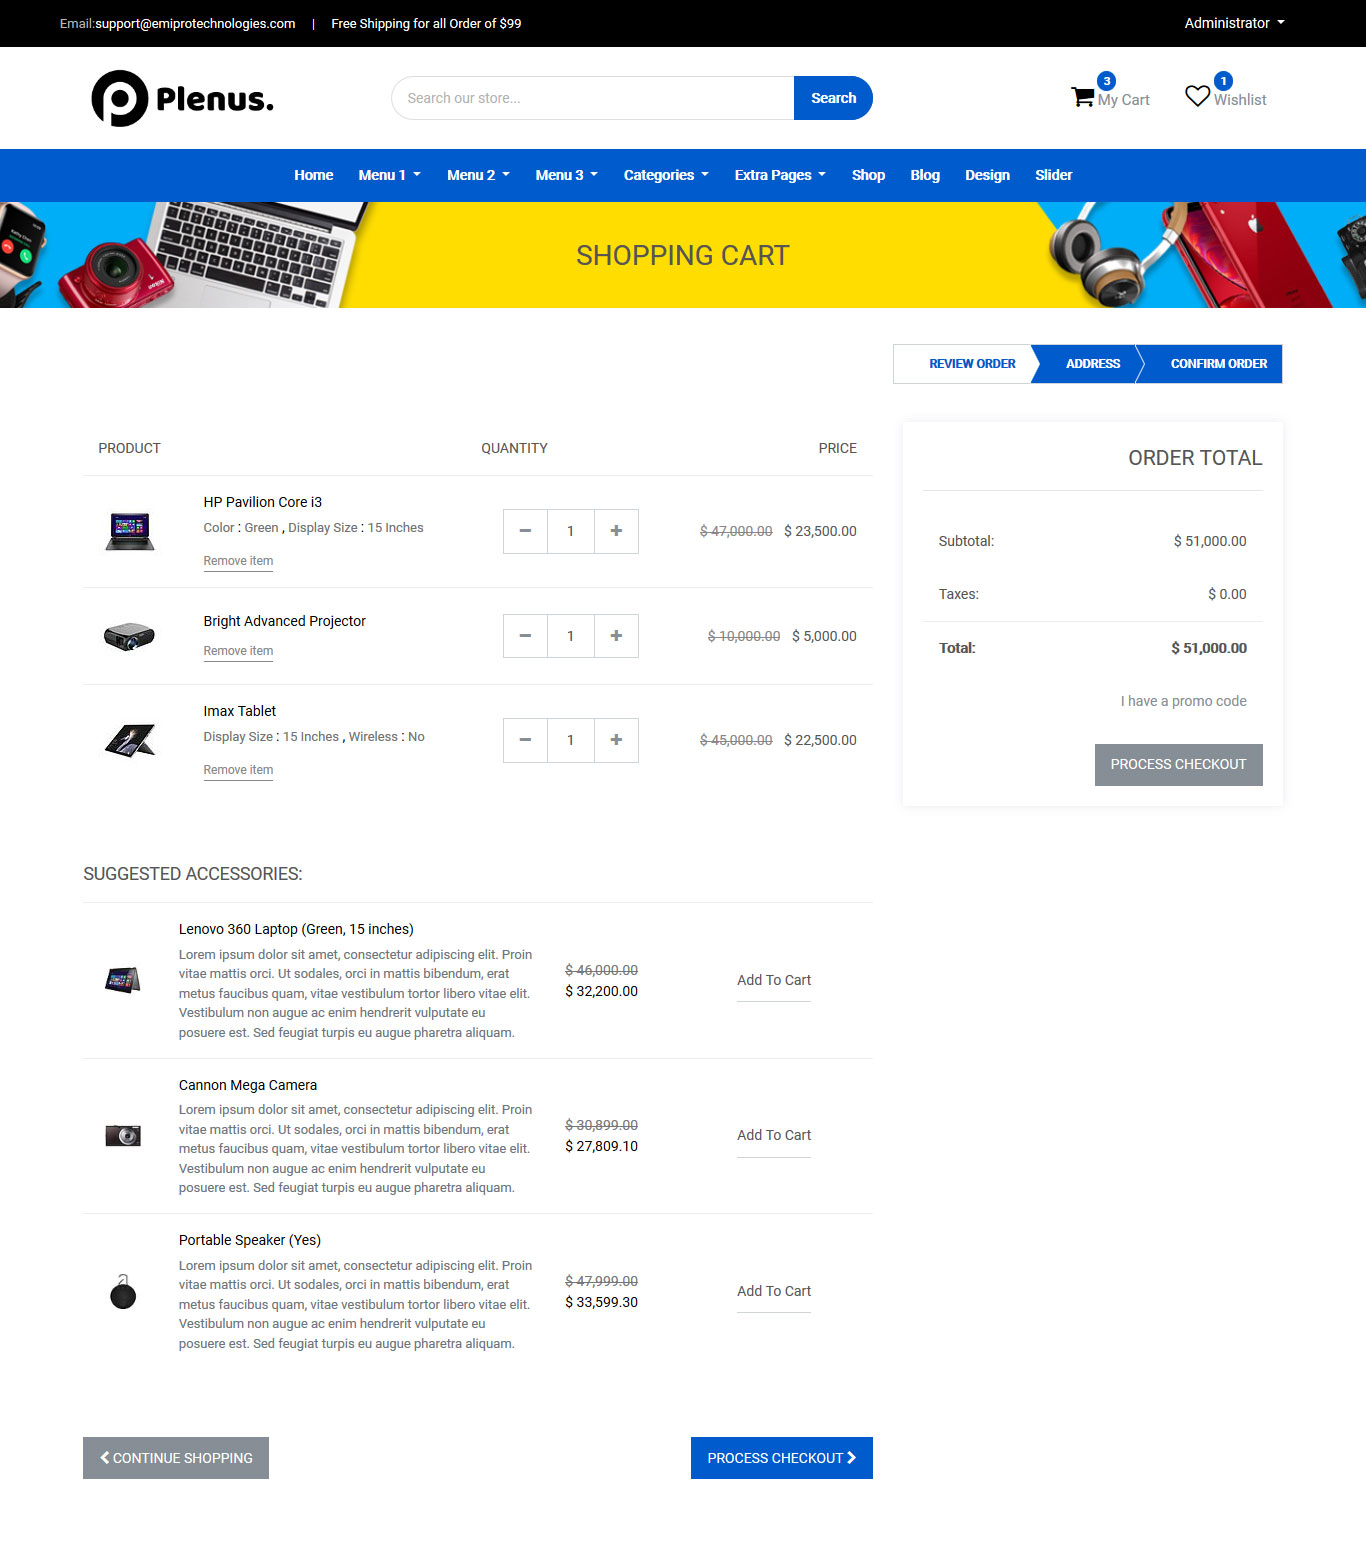 Email:support@emiprotechnologies.com | Free Shipping for all Order of $99
Administrator
Plenus.
Search our store...
Search
3
My Cart
1
Wishlist
Home Menu 1 Menu 2 Menu 3 Categories Extra Pages Shop Blog Design Slider
SHOPPING CART
REVIEW ORDER ADDRESS CONFIRM ORDER
PRODUCT QUANTITY PRICE
HP Pavilion Core i3
Color : Green , Display Size : 15 Inches
Remove item
1
$ 47,000.00 $ 23,500.00
Bright Advanced Projector
Remove item
1
$ 10,000.00 $ 5,000.00
Imax Tablet
Display Size : 15 Inches , Wireless : No
Remove item
1
$ 45,000.00 $ 22,500.00
ORDER TOTAL
Subtotal: $ 51,000.00
Taxes: $ 0.00
Total: $ 51,000.00
I have a promo code
PROCESS CHECKOUT
SUGGESTED ACCESSORIES:
Lenovo 360 Laptop (Green, 15 inches)
Lorem ipsum dolor sit amet, consectetur adipiscing elit. Proin
vitae mattis orci. Ut sodales, orci in mattis bibendum, erat
metus faucibus quam, vitae vestibulum tortor libero vitae elit.
Vestibulum non augue ac enim hendrerit vulputate eu
posuere est. Sed feugiat turpis eu augue pharetra aliquam.
$ 46,000.00
$ 32,200.00
Add To Cart
Cannon Mega Camera
Lorem ipsum dolor sit amet, consectetur adipiscing elit. Proin
vitae mattis orci. Ut sodales, orci in mattis bibendum, erat
metus faucibus quam, vitae vestibulum tortor libero vitae elit.
Vestibulum non augue ac enim hendrerit vulputate eu
posuere est. Sed feugiat turpis eu augue pharetra aliquam.
$ 30,899.00
$ 27,809.10
Add To Cart
Portable Speaker (Yes)
Lorem ipsum dolor sit amet, consectetur adipiscing elit. Proin
vitae mattis orci. Ut sodales, orci in mattis bibendum, erat
metus faucibus quam, vitae vestibulum tortor libero vitae elit.
Vestibulum non augue ac enim hendrerit vulputate eu
posuere est. Sed feugiat turpis eu augue pharetra aliquam.
$ 47,999.00
$ 33,599.30
Add To Cart
CONTINUE SHOPPING
PROCESS CHECKOUT